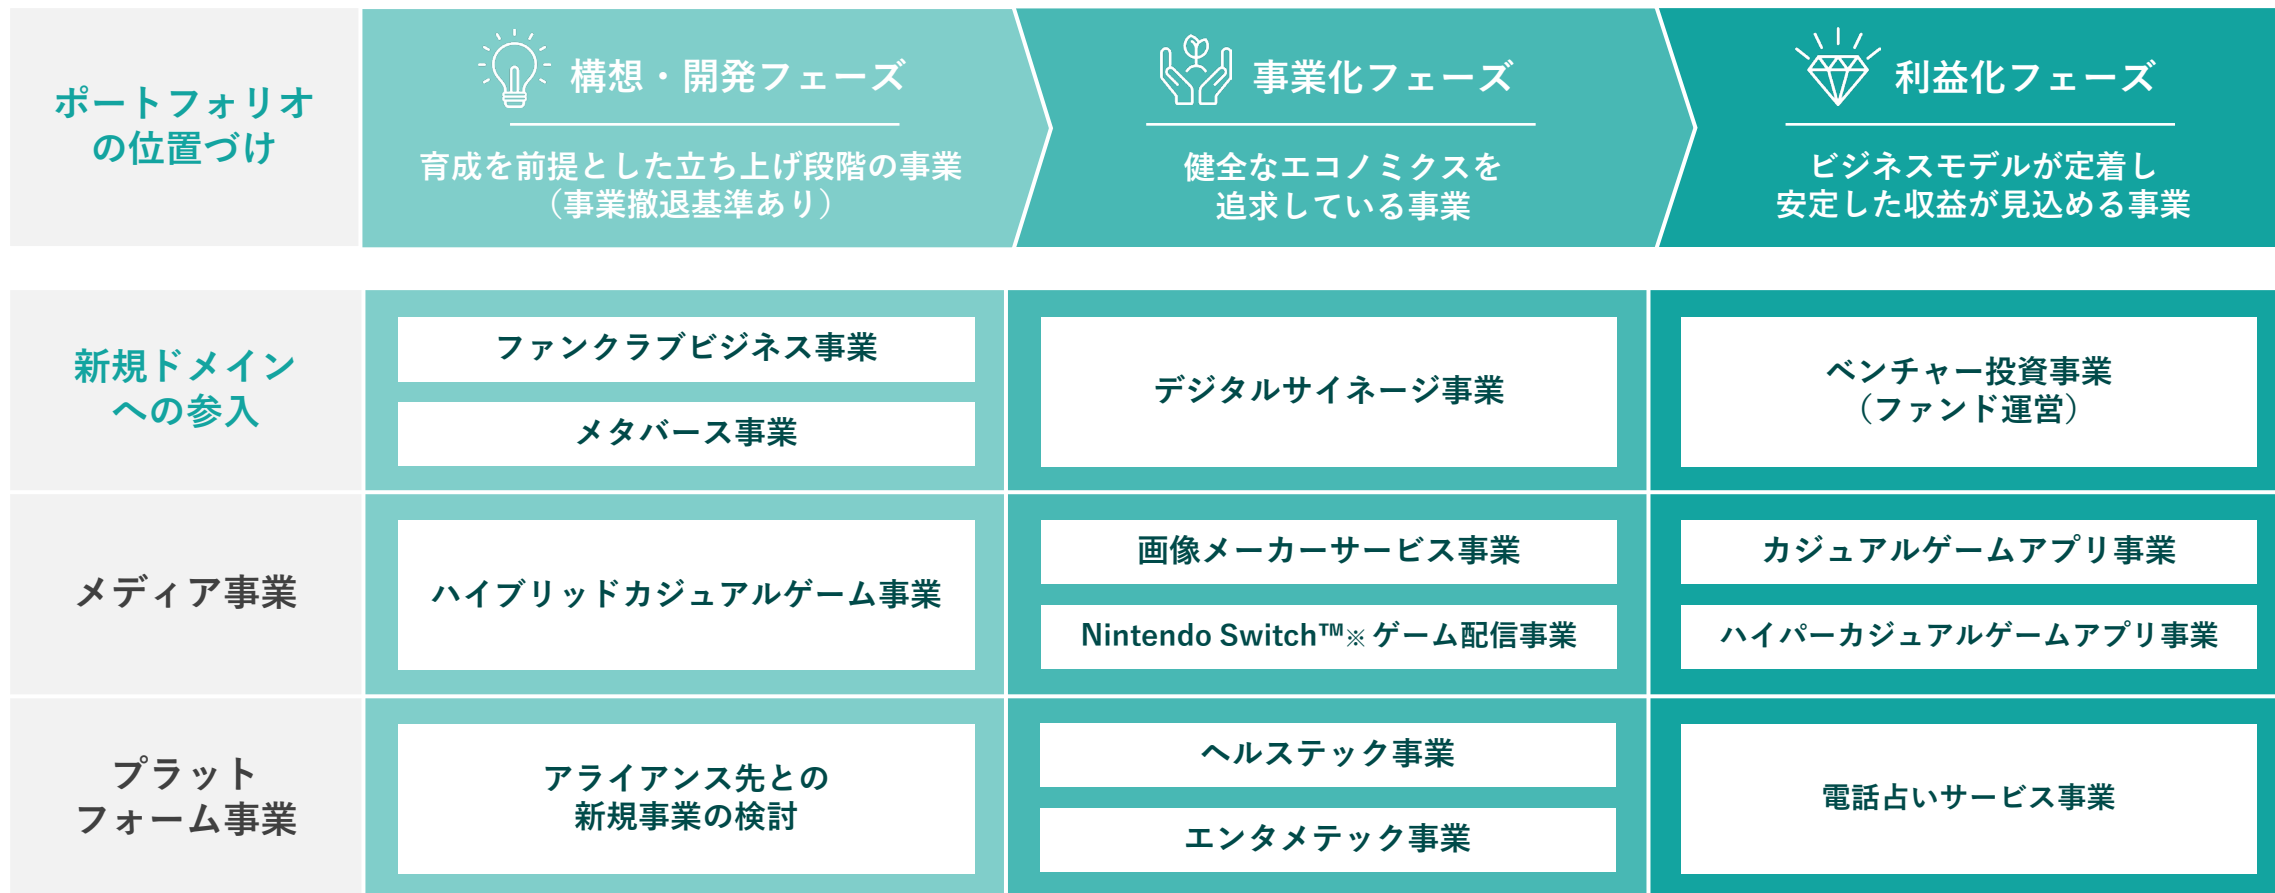 ポートフォリオ
の位置づけ
構想・開発フェーズ
育成を前提とした立ち上げ段階の事業
（事業撤退基準あり）
事業化フェーズ
健全なエコノミクスを
追求している事業
利益化フェーズ
ビジネスモデルが定着し
安定した収益が見込める事業
新規ドメイン
への参入
ファンクラブビジネス事業
メタバース事業
デジタルサイネージ事業
ベンチャー投資事業
（ファンド運営）
メディア事業
ハイブリッドカジュアルゲーム事業
画像メーカーサービス事業
Nintendo Switch™※ ゲーム配信事業
カジュアルゲームアプリ事業
ハイパーカジュアルゲームアプリ事業
プラット
フォーム事業
アライアンス先との
新規事業の検討
ヘルステック事業
エンタメテック事業
電話占いサービス事業